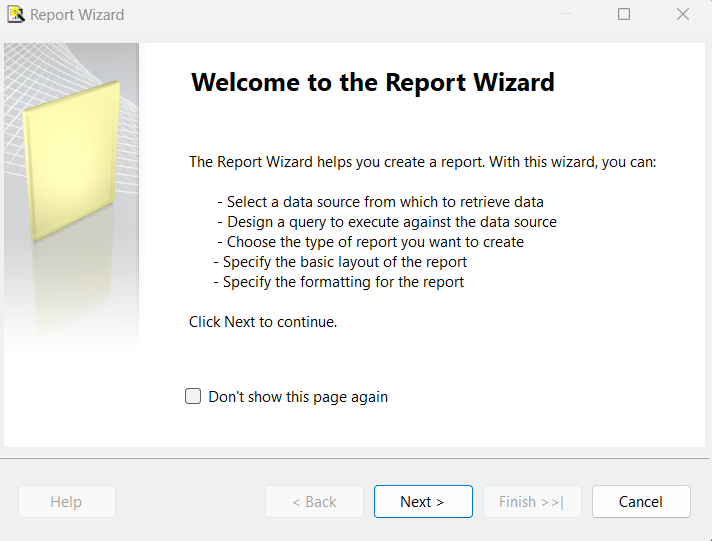 Report Wizard
Welcome to the Report Wizard
The Report Wizard helps you create a report. With this wizard, you can:
- Select a data source from which to retrieve data
- Design a query to execute against the data source
- Choose the type of report you want to create
- Specify the basic layout of the report
- Specify the formatting for the report
Click Next to continue.
Don't show this page again
Help
< Back
Next >
Finish >>|
Cancel